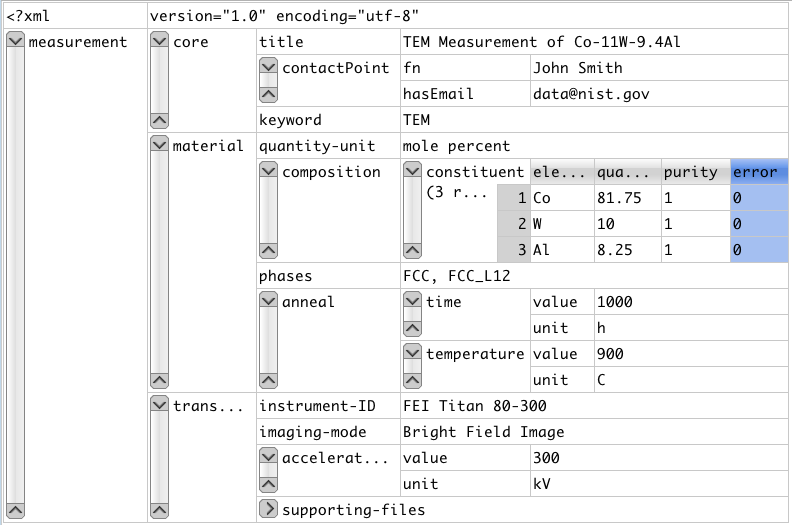 <?xml version="1.0" encoding="utf-8"
measurement core title TEM Measurement of Co-11W-9.4Al
contactPoint fn John Smith
hasEmail data@nist.gov
keyword TEM
material quantity-unit mole percent
composition constituent ele... qua... purity error
(3 r... 1 Co 81.75 1 0
2 W 10 1 0
3 Al 8.25 1 0
phases FCC, FCC_L12
anneal time value 1000
unit h
temperature value 900
unit C
trans... instrument-ID FEI Titan 80-300
imaging-mode Bright Field Image
accelerat... value 300
unit kV
supporting-files